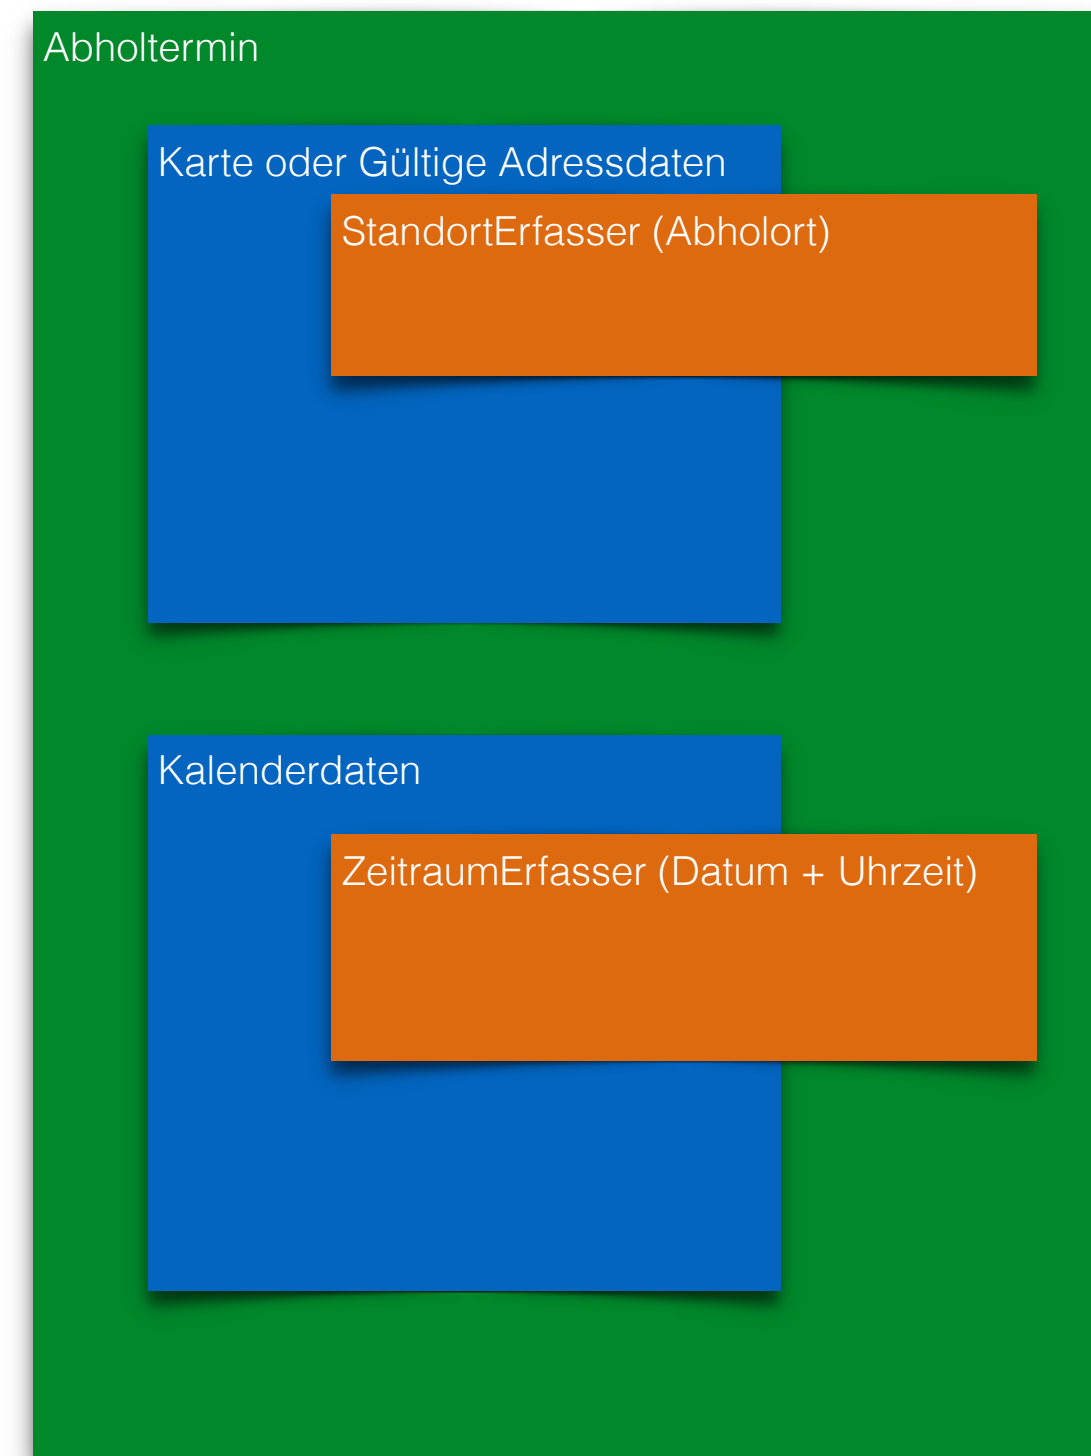 Abholtermin
Karte oder Gültige Adressdaten
StandortErfasser (Abholort)
Kalenderdaten
ZeitraumErfasser (Datum + Uhrzeit)